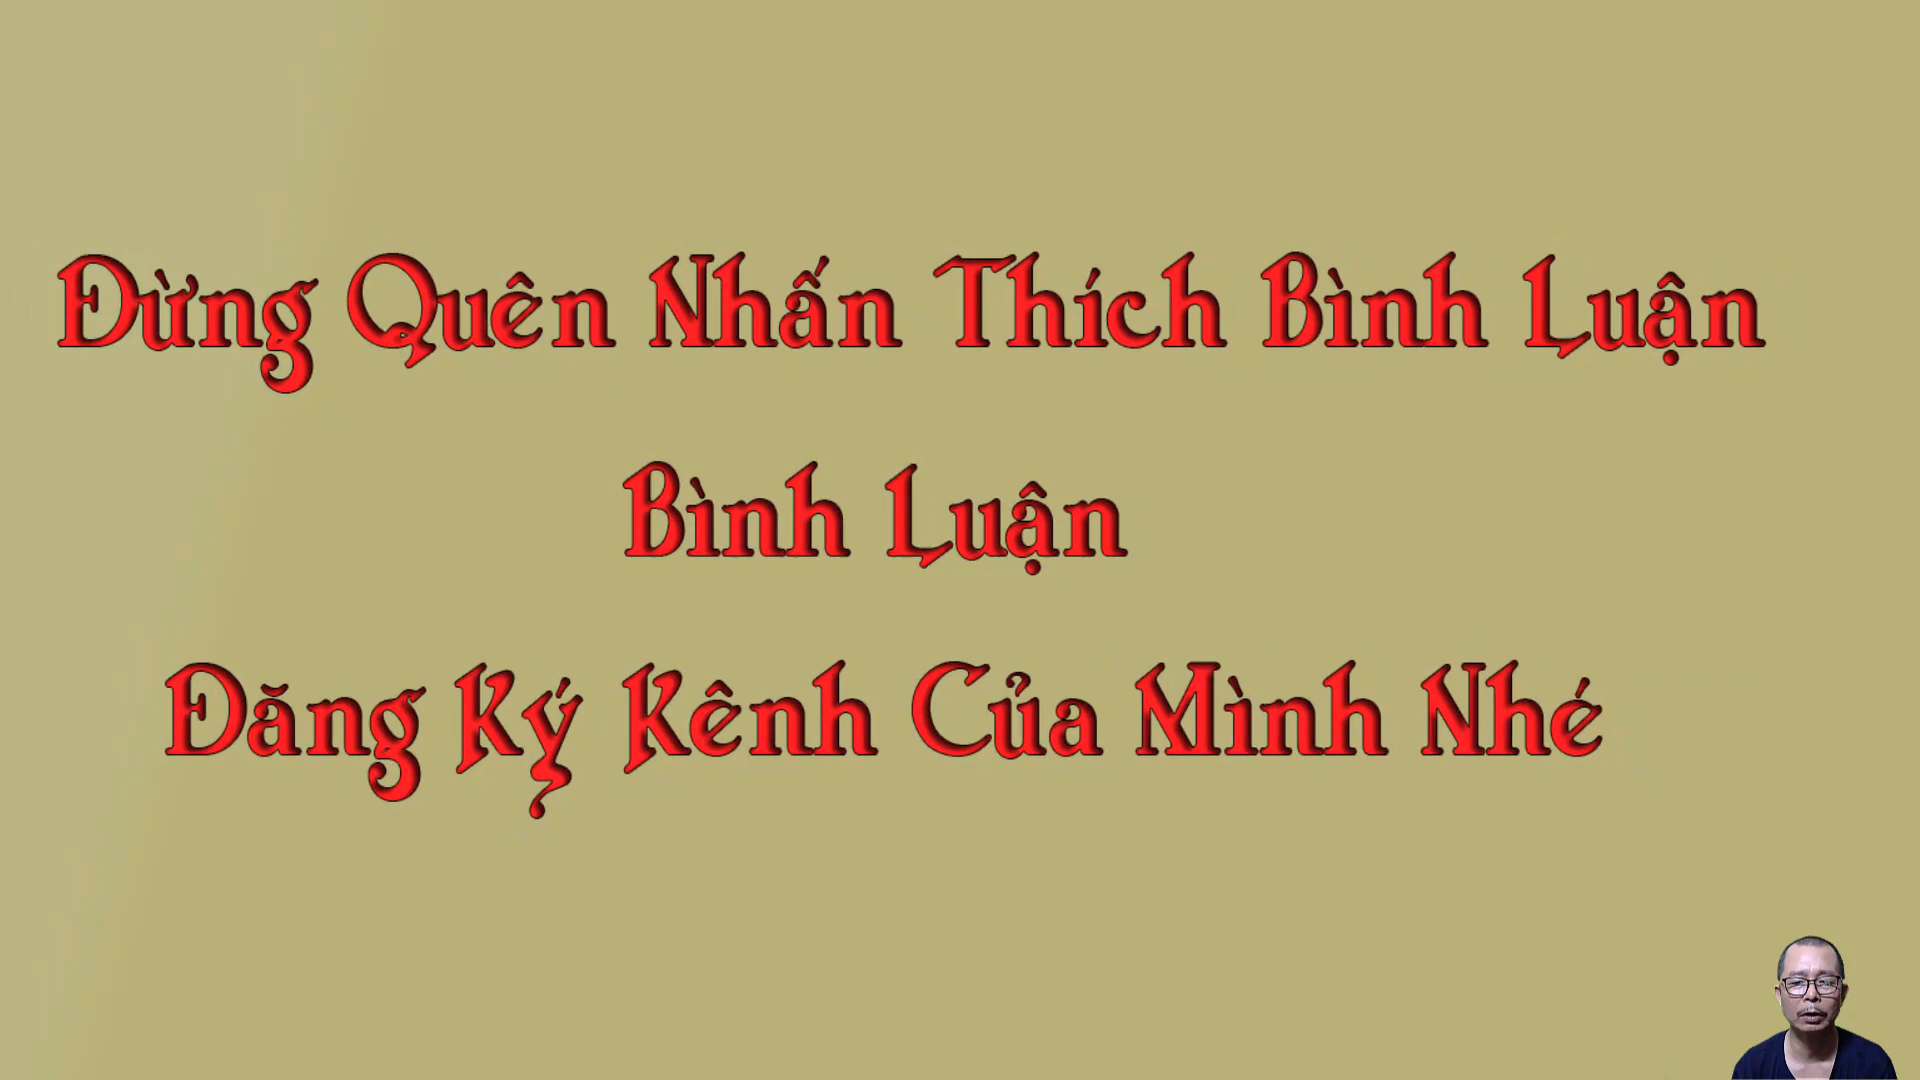 Đừng Quên Nhấn Thích Bình Luận
Bình Luận
Đăng Ký Kênh Của Mình Nhé